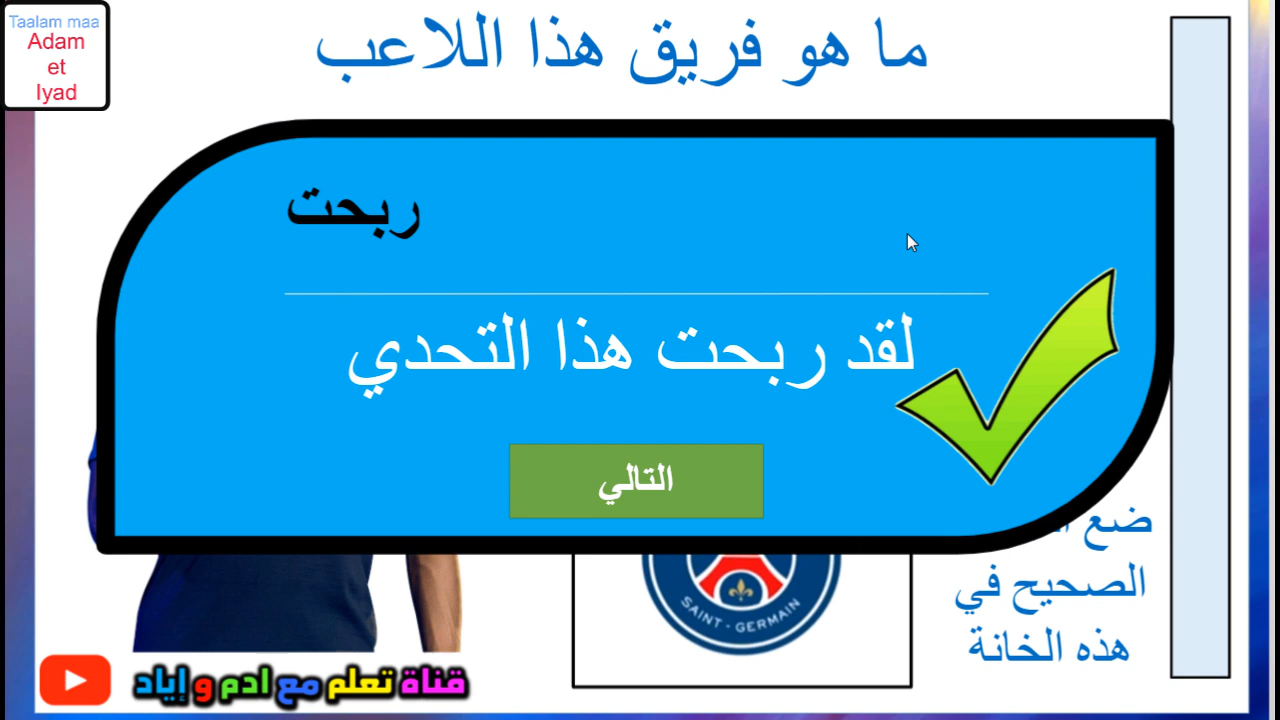 Taalam maa
Adam
et
Iyad
ما هو فريق هذا اللاعب
ربحت
لقد ربحت هذا التحدي
التالي
ضع
الصحيح في
هذه الخانة
SAINT - GERMAIN
قناة تعلم مع ادم و إياد